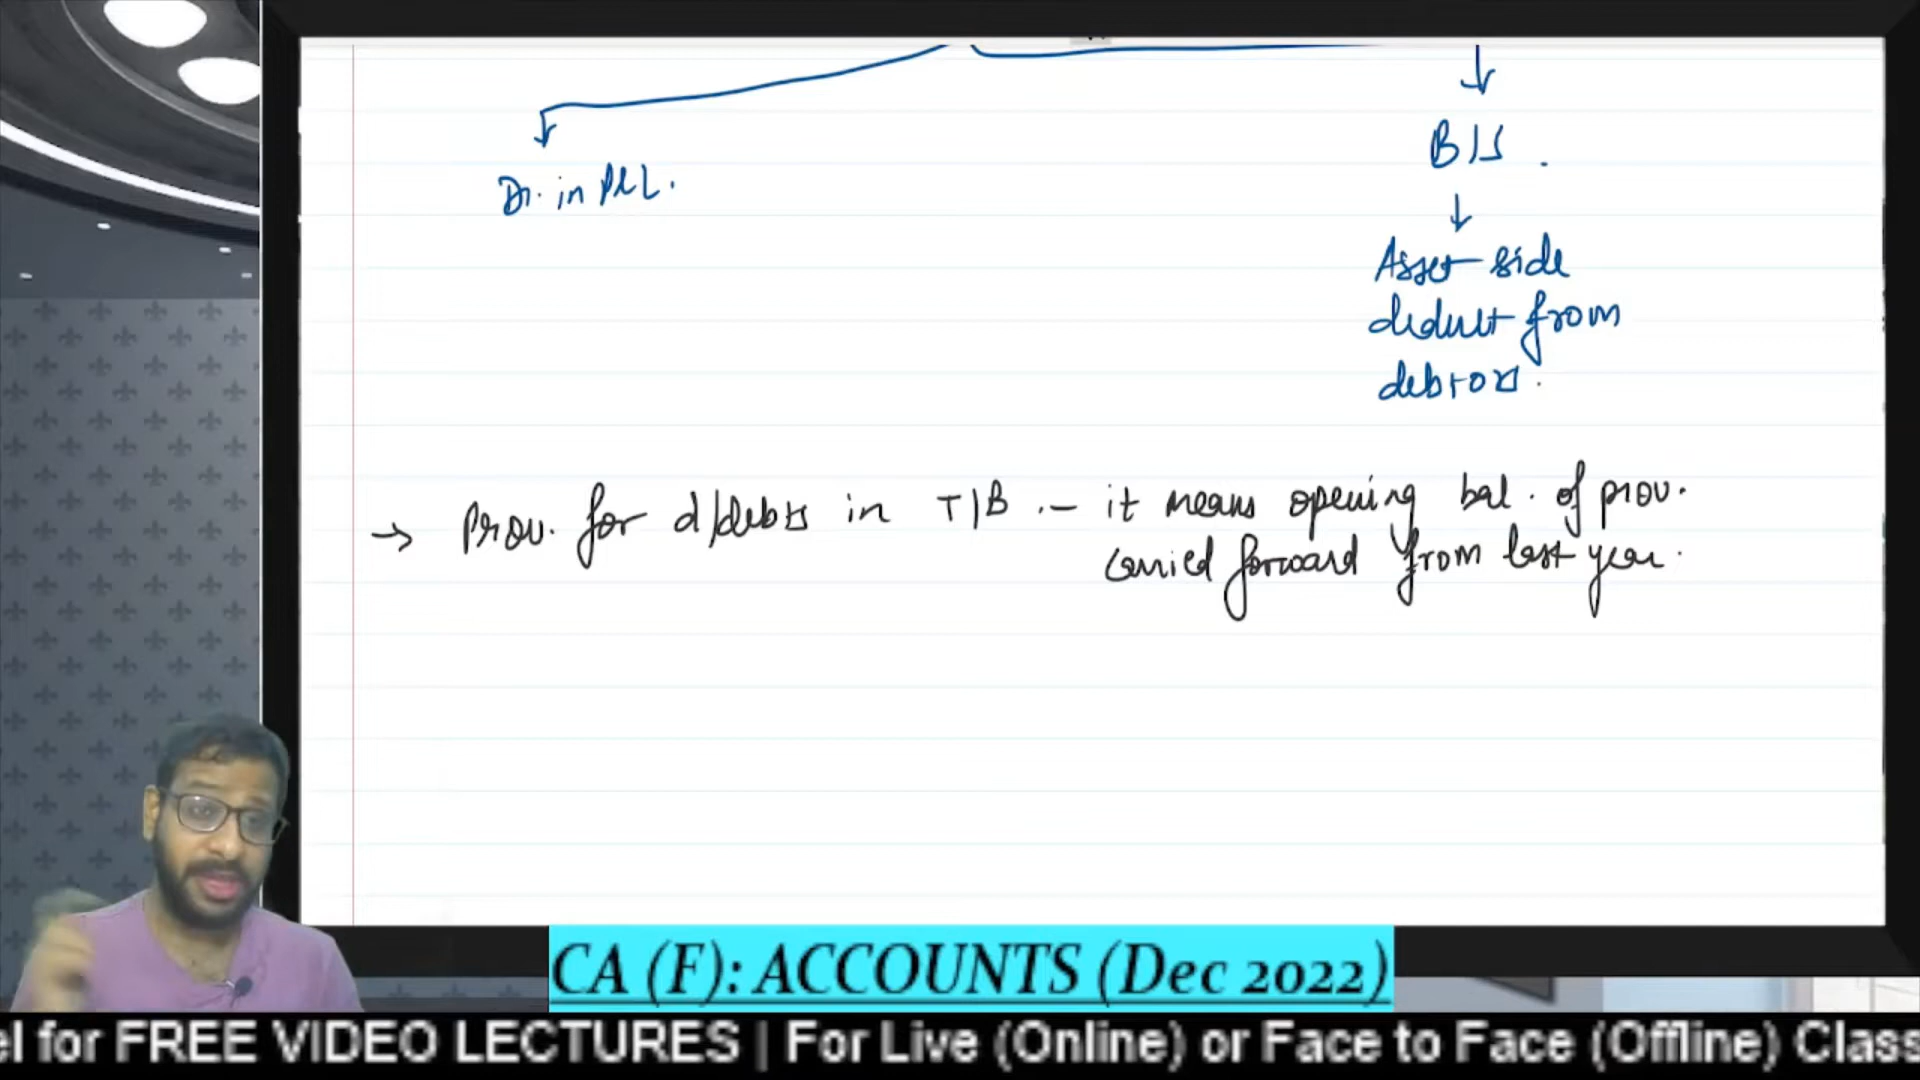 Dr. in P&L.
B/S.
Asset side
deduct from
debtors.
→ Prov. for d/debts in T/B. – it means opening bal. of prov.
carried forward from last year.
CA (F): ACCOUNTS (Dec 2022)
el for FREE VIDEO LECTURES | For Live (Online) or Face to Face (Offline) Class